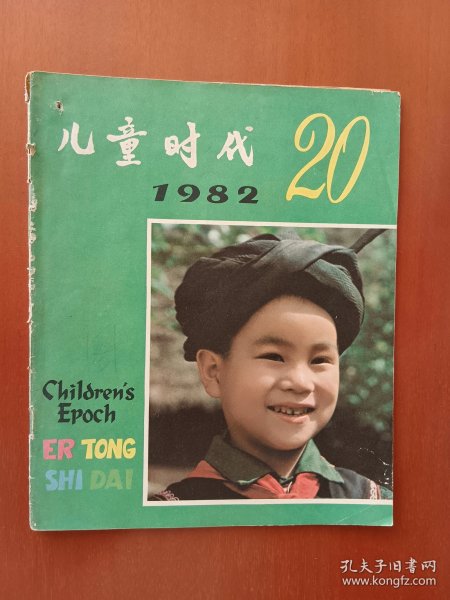 儿童时代
20
1982
Children's
Epoch
ER TONG
SHI DAI
孔夫子旧书网
www.kongfz.com